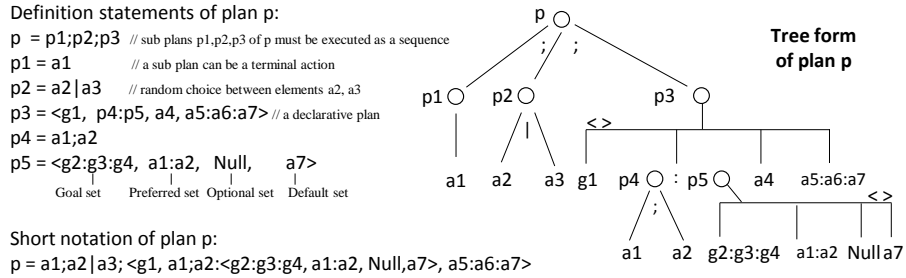 Definition statements of plan p:
p = p1;p2;p3 // sub plans p1,p2,p3 of p must be executed as a sequence
p1 = a1 // a sub plan can be a terminal action
p2 = a2|a3 // random choice between elements a2, a3
p3 = <g1, p4:p5, a4, a5:a6:a7> // a declarative plan
p4 = a1;a2
p5 = <g2:g3:g4, a1:a2, Null, a7>
Goal set Preferred set Optional set Default set
Short notation of plan p:
p = a1;a2|a3; <g1, a1;a2:<g2:g3:g4, a1:a2, Null,a7>, a5:a6:a7>
Tree form
of plan p
p
; ;
p1 p2 p3
< >
|
a1 a2 a3 g1 p4 : p5 a4 a5:a6:a7
< >
;
a1 a2 g2:g3:g4 a1:a2 Null a7